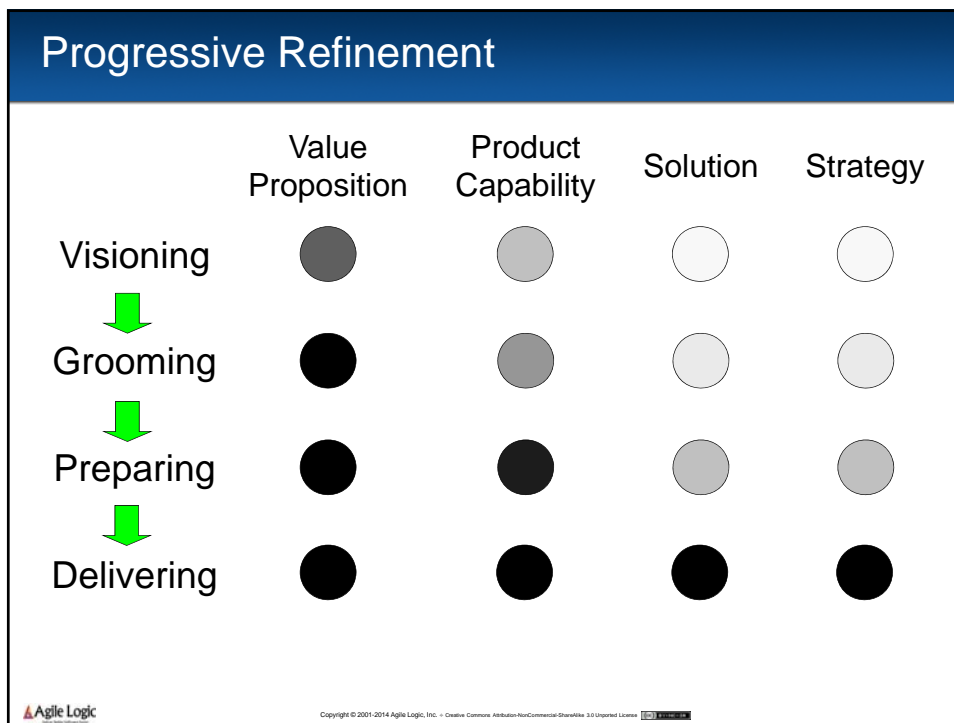 Progressive Refinement
Value
Proposition
Product
Capability
Solution
Strategy
Visioning
Grooming
Preparing
Delivering
Agile Logic
Copyright © 2001-2014 Agile Logic, Inc. ÷ Creative Commons Attribution-NonCommercial-ShareAlike 3.0 Unported License